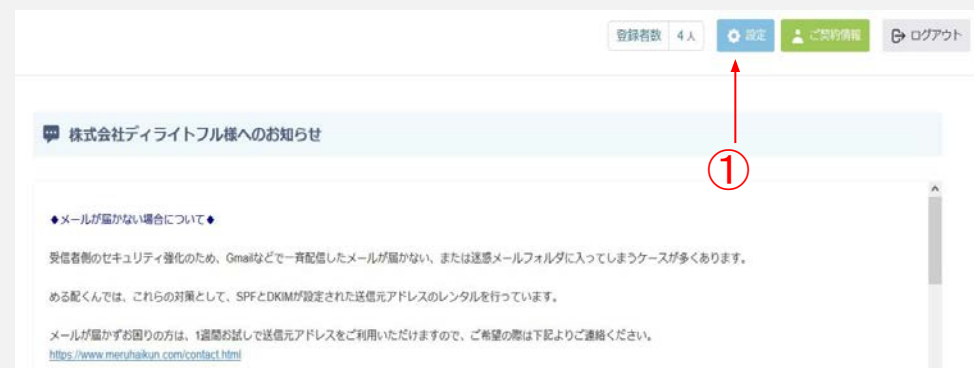 登録者数 4人 設定 ご契約情報 ログアウト
①
株式会社ディライトフル様へのお知らせ
◆メールが届かない場合について◆
受信者側のセキュリティ強化のため、Gmailなどで一斉配信したメールが届かない、または迷惑メールフォルダに入ってしまうケースが多くあります。
める配くんでは、これらの対策として、SPFとDKIMが設定された送信元アドレスのレンタルを行っています。
メールが届かずお困りの方は、1週間お試しで送信元アドレスをご利用いただけますので、ご希望の際は下記よりご連絡ください。
https://www.meruhaikun.com/contact.html